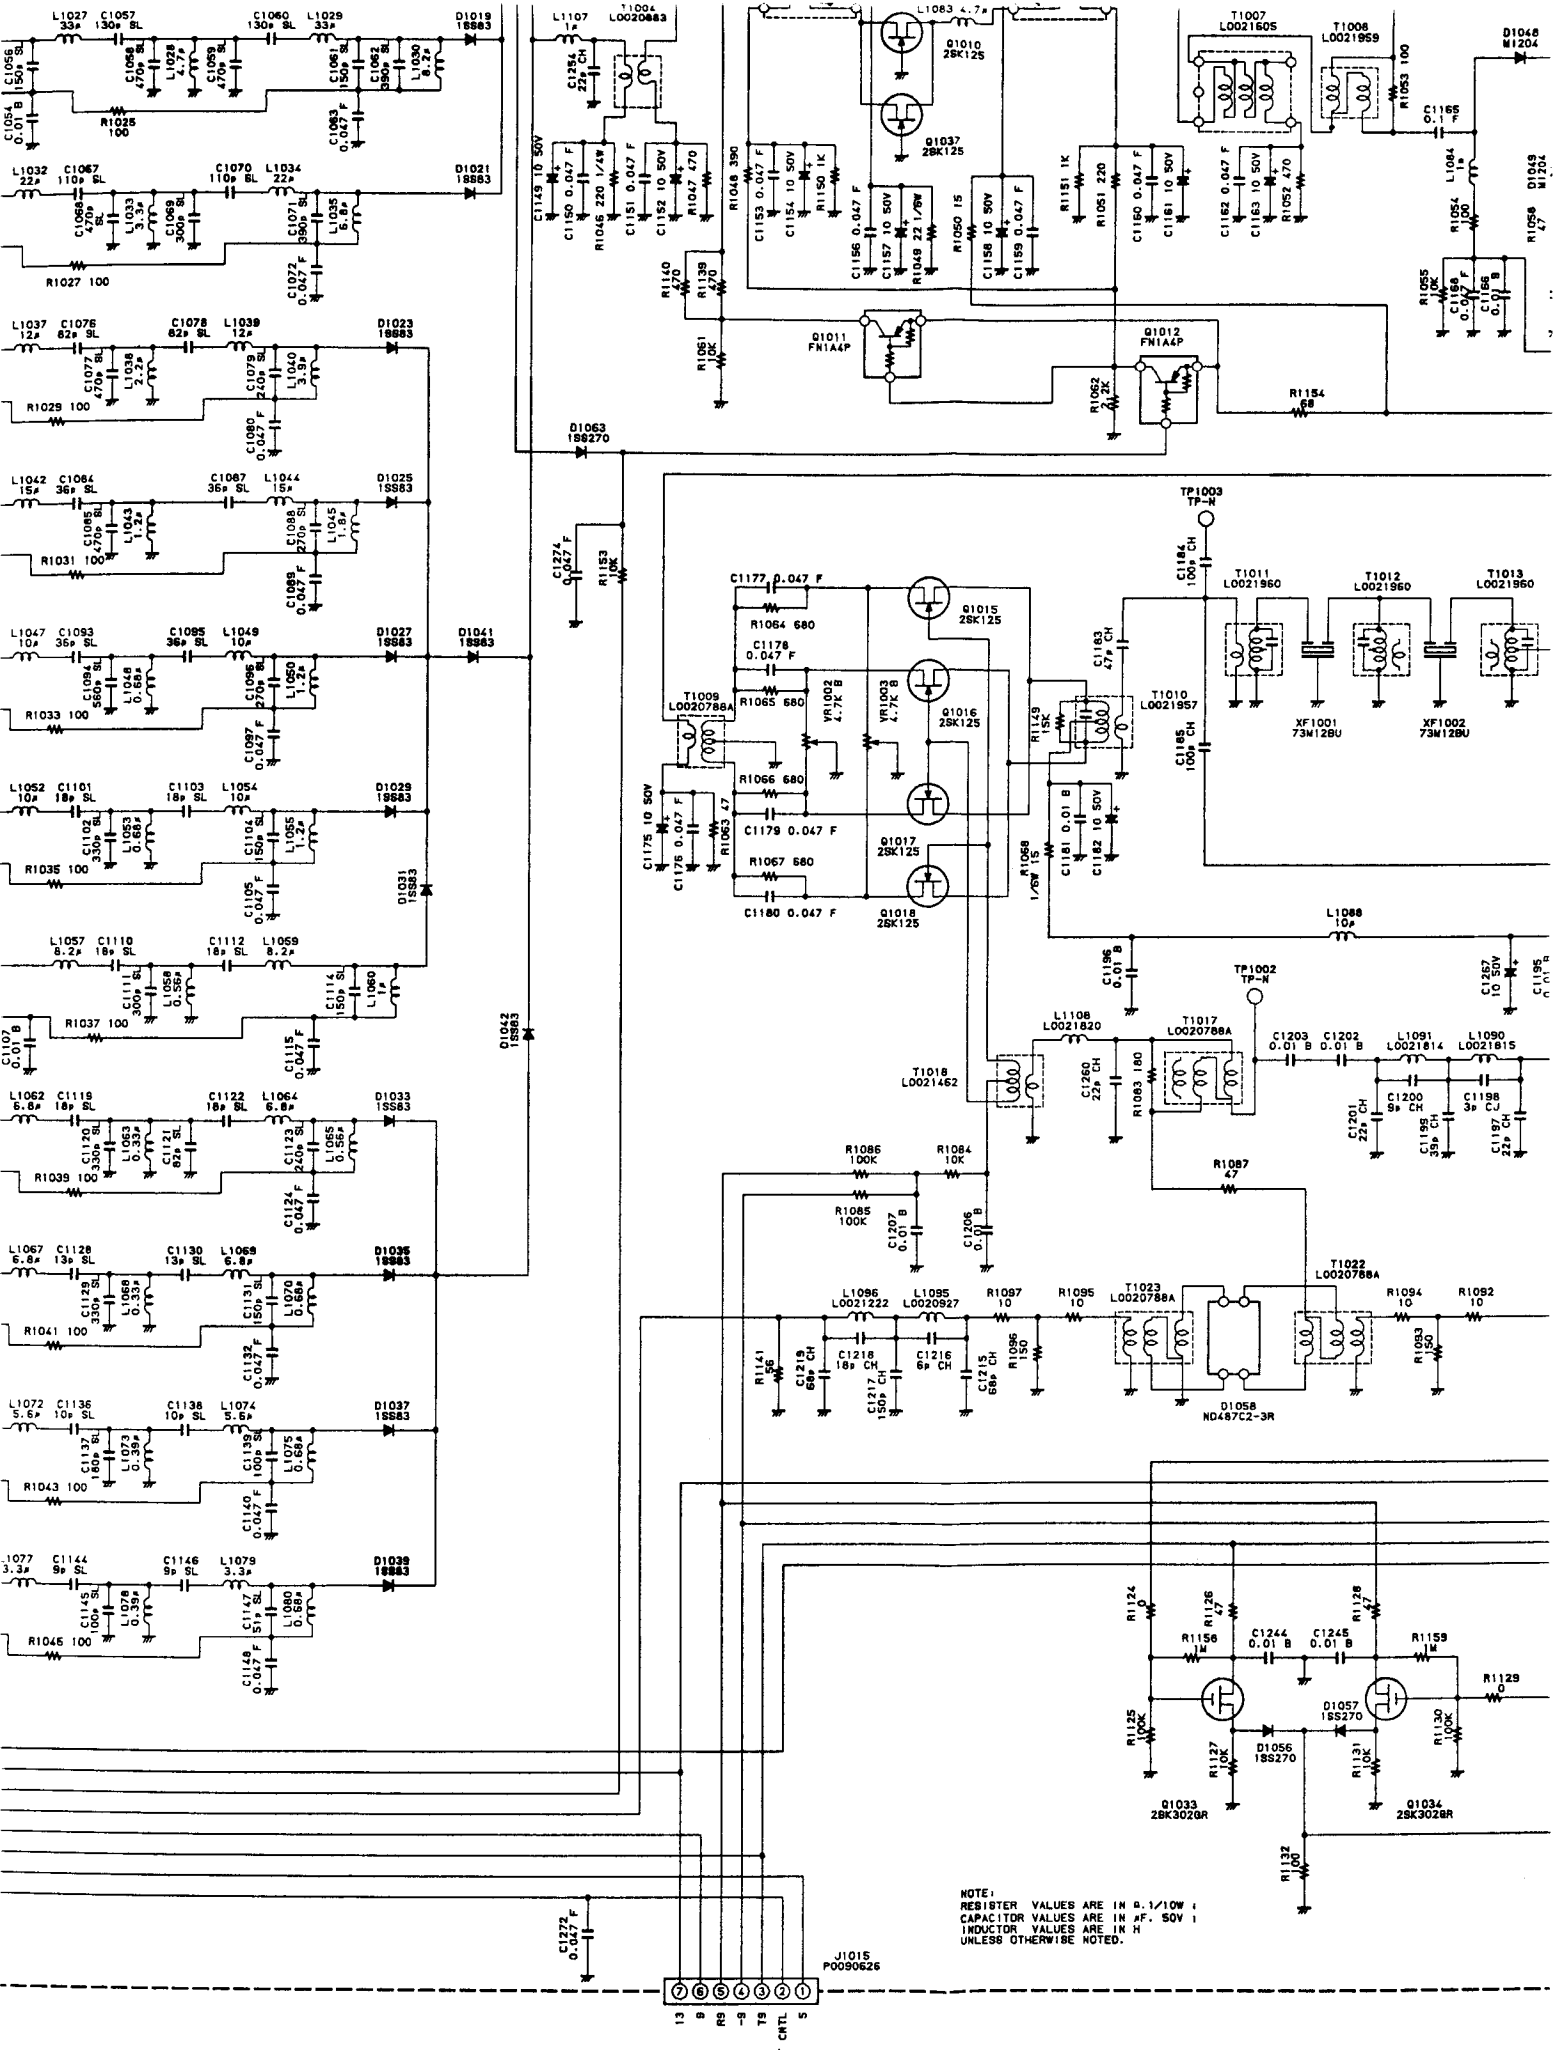 L1027 C1057 C1060 L1029 D1019
33μ 130p SL 130p SL 33μ 1SS83
C1056 150p SL
C1058 470p SL
L1028 4.7μ
C1059 470p SL
C1061 150p SL
C1062 390p SL
L1030 8.2μ
C1054 0.01 B
R1025
100
C1063 0.047 F
L1107
1μ
C1254 22p CH
T1004
L0020883
L1083 4.7μ
Q1010
2SK125
Q1037
2SK125
T1007
L0021605
T1008
L0021959
R1053 100
D1048
M1204
C1165
0.1 F
L1084 1μ
D1049 M1204
R1054 100
R1058 47
L1032 C1067 C1070 L1034 D1021
22μ 110p SL 110p SL 22μ 1SS83
C1068 470p SL
L1033 3.3μ
C1069 300p SL
C1071 390p SL
L1035 6.8μ
R1027 100
C1072 0.047 F
C1149 10 50V
C1150 0.047 F
R1046 220 1/4W
C1151 0.047 F
C1152 10 50V
R1047 470
R1048 390
C1153 0.047 F
C1154 10 50V
R1150 1K
C1156 0.047 F
C1157 10 50V
R1049 22 1/6W
R1050 15
C1158 10 50V
C1159 0.047 F
R1151 1K
R1051 220
C1160 0.047 F
C1161 10 50V
C1162 0.047 F
C1163 10 50V
R1052 470
R1055 10K
C1168 0.047 F
C1166 0.01 B
R1140 470
R1139 470
R1061 10K
Q1011
FN1A4P
Q1012
FN1A4P
R1062 2.2K
R1154
68
L1037 C1076 C1078 L1039 D1023
12μ 82p SL 82p SL 12μ 1SS83
C1077 470p SL
L1038 2.2μ
C1079 240p SL
L1040 3.9μ
R1029 100
C1080 0.047 F
D1063
1SS270
L1042 C1084 C1087 L1044 D1025
15μ 36p SL 36p SL 15μ 1SS83
C1085 470p SL
L1043 1.2μ
C1088 270p SL
L1045 1.8μ
R1031 100
C1089 0.047 F
C1274 0.047 F
R1153 10K
TP1003
TP-N
C1184 100p CH
T1011
L0021960
T1012
L0021960
T1013
L0021960
XF1001
73M12BU
XF1002
73M12BU
C1177 0.047 F
R1064 680
C1178
0.047 F
R1065 680
VR1002 4.7K B
VR1003 4.7K B
Q1015
2SK125
Q1016
2SK125
C1183 47p CH
T1010
L0021957
R1149 15K
C1185 100p CH
L1047 C1093 C1095 L1049 D1027 D1041
10μ 36p SL 36p SL 10μ 1SS83 1SS83
C1094 560p SL
L1048 0.68μ
C1096 270p SL
L1050 1.2μ
R1033 100
C1097 0.047 F
T1009
L0020788A
C1175 10 50V
C1176 0.047 F
R1063 47
R1066 680
C1179 0.047 F
R1067 680
C1180 0.047 F
Q1017
2SK125
Q1018
2SK125
R1068 1/6W 15
C1181 0.01 B
C1182 10 50V
L1052 C1101 C1103 L1054 D1029
10μ 18p SL 18p SL 10μ 1SS83
C1102 330p SL
L1053 0.68μ
C1104 150p SL
L1055 1.2μ
R1035 100
C1105 0.047 F
D1031 1SS83
L1057 C1110 C1112 L1059
8.2μ 18p SL 18p SL 8.2μ
C1111 300p SL
L1058 0.56μ
C1114 150p SL
L1060 1μ
C1107 0.01 B
R1037 100
C1115 0.047 F
D1042 1SS83
L1088
10μ
C1196 0.01 B
C1267 10 50V
C1195
TP1002
TP-N
L1108
L0021820
T1017
L0020788A
C1203 C1202
0.01 B 0.01 B
L1091
L0021814
L1090
L0021815
T1018
L0021462
C1260 22p CH
R1083 180
C1201 22p CH
C1200
9p CH
C1199 39p CH
C1198
3p CJ
C1197 22p CH
L1062 C1119 C1122 L1064 D1033
6.8μ 18p SL 18p SL 6.8μ 1SS83
C1120 330p SL
L1063 0.33μ
C1121 82p SL
C1123 240p SL
L1065 0.56μ
R1039 100
C1124 0.047 F
R1086
100K
R1084
10K
R1085
100K
C1207 0.01 B
C1206 0.01 B
R1087
47
L1067 C1128 C1130 L1069 D1035
6.8μ 13p SL 13p SL 6.8μ 1SS83
C1129 330p SL
L1068 0.33μ
C1131 150p SL
L1070 0.68μ
R1041 100
C1132 0.047 F
L1096
L0021222
L1095
L0020927
R1097
10
R1095
10
T1023
L0020788A
T1022
L0020788A
R1094
10
R1092
10
R1141 56
C1219 68p CH
C1218
18p CH
C1217 150p CH
C1216
6p CH
C1215 68p CH
R1096 150
R1093 150
D1058
ND487C2-3R
L1072 C1136 C1138 L1074 D1037
5.6μ 10p SL 10p SL 5.6μ 1SS83
C1137 180p SL
L1073 0.39μ
C1139 100p SL
L1075 0.68μ
R1043 100
C1140 0.047 F
L1077 C1144 C1146 L1079 D1039
3.3μ 9p SL 9p SL 3.3μ 1SS83
C1145 100p SL
L1078 0.39μ
C1147 51p SL
L1080 0.68μ
R1045 100
C1148 0.047 F
R1124 0
R1126 47
R1128 47
R1156
1M
C1244
0.01 B
C1245
0.01 B
R1159
1M
R1129
0
R1125 100K
R1127 10K
D1056
1SS270
D1057
1SS270
R1131 10K
R1130 100K
Q1033
2SK302GR
Q1034
2SK302GR
R1132 100
C1272 0.047 F
NOTE:
RESISTER VALUES ARE IN Ω. 1/10W ;
CAPACITOR VALUES ARE IN μF. 50V ;
INDUCTOR VALUES ARE IN H
UNLESS OTHERWISE NOTED.
J1015
P0090626
7 6 5 4 3 2 1
13 9 R9 -9 T9 CNTL 5